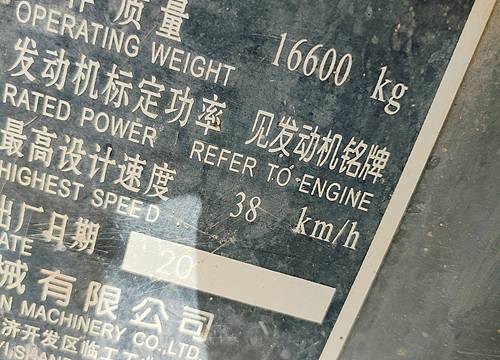 作质量
OPERATING WEIGHT 16600 kg
发动机标定功率 见发动机铭牌
RATED POWER REFER TO ENGINE
最高设计速度
HIGHEST SPEED 38 km/h
出厂日期 20
ATE
械有限公司
N MACHINERY CO.,LTD
济开发区临工工